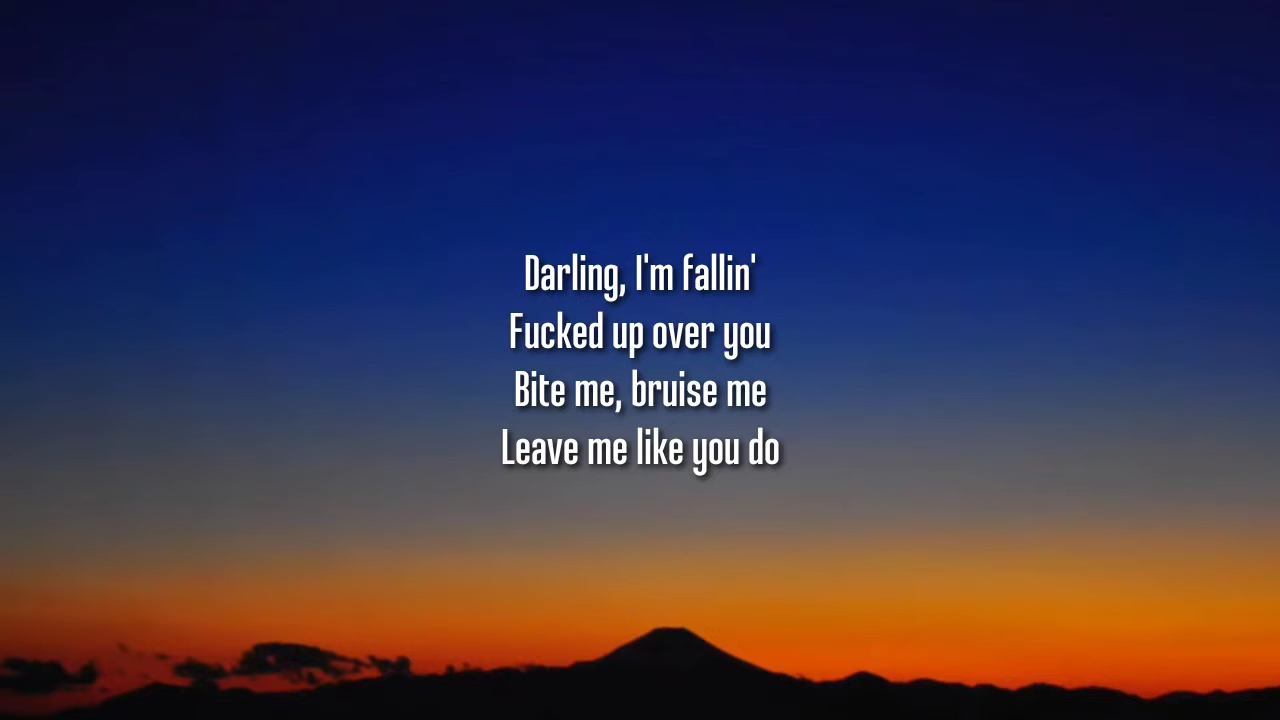 Darling, I'm fallin'
Fucked up over you
Bite me, bruise me
Leave me like you do